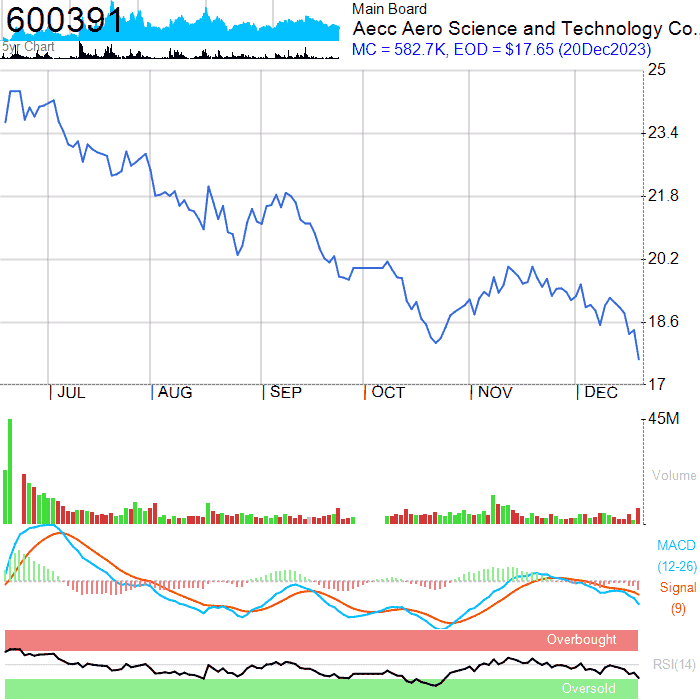 600391
5yr Chart
Main Board
Aecc Aero Science and Technology Co.
MC = 582.7K, EOD = $17.65 (20Dec2023)
25
23.4
21.8
20.2
18.6
17
JUL AUG SEP OCT NOV DEC
45M
Volume
MACD
(12-26)
Signal
(9)
Overbought
RSI(14)
Oversold